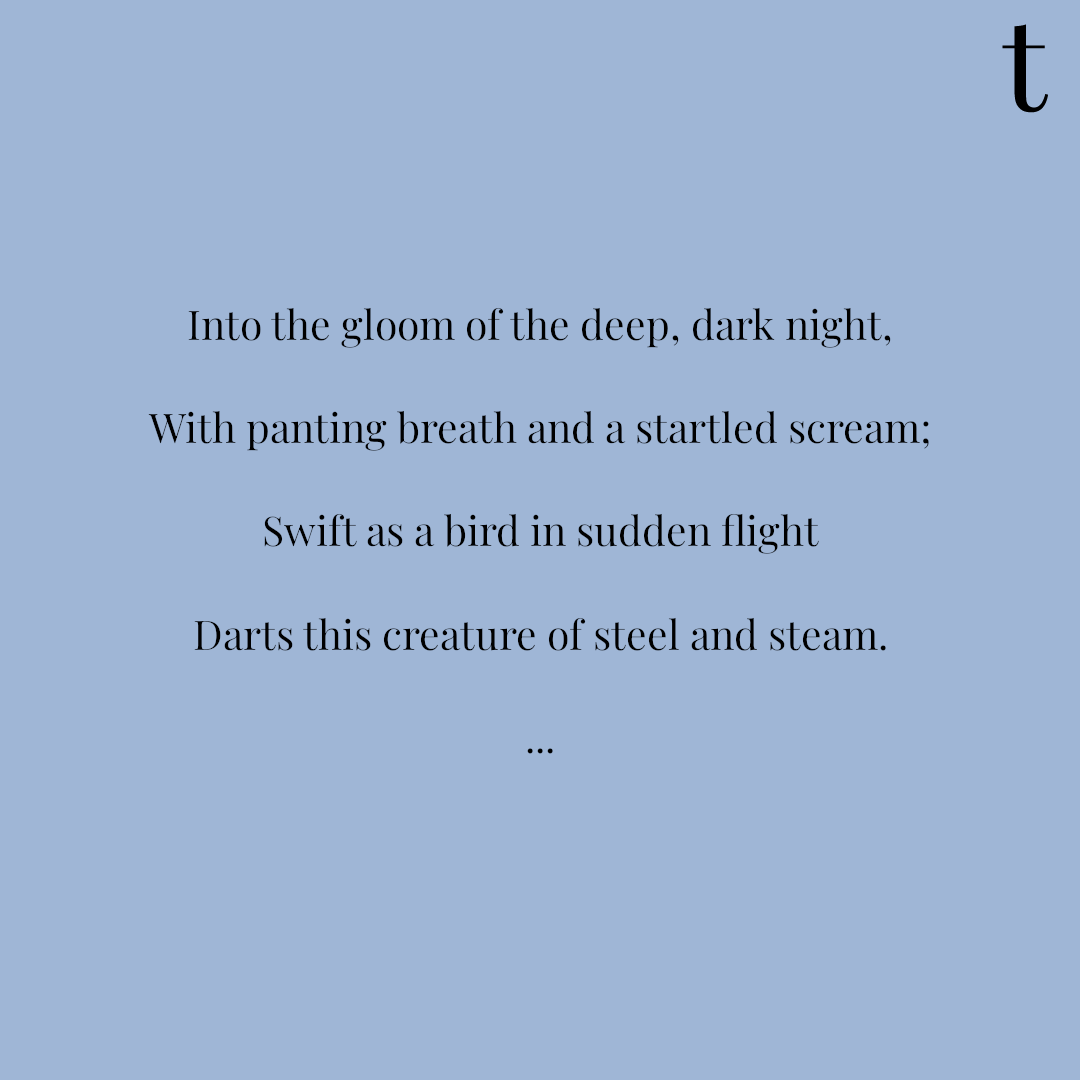 t
Into the gloom of the deep, dark night,
With panting breath and a startled scream;
Swift as a bird in sudden flight
Darts this creature of steel and steam.
...